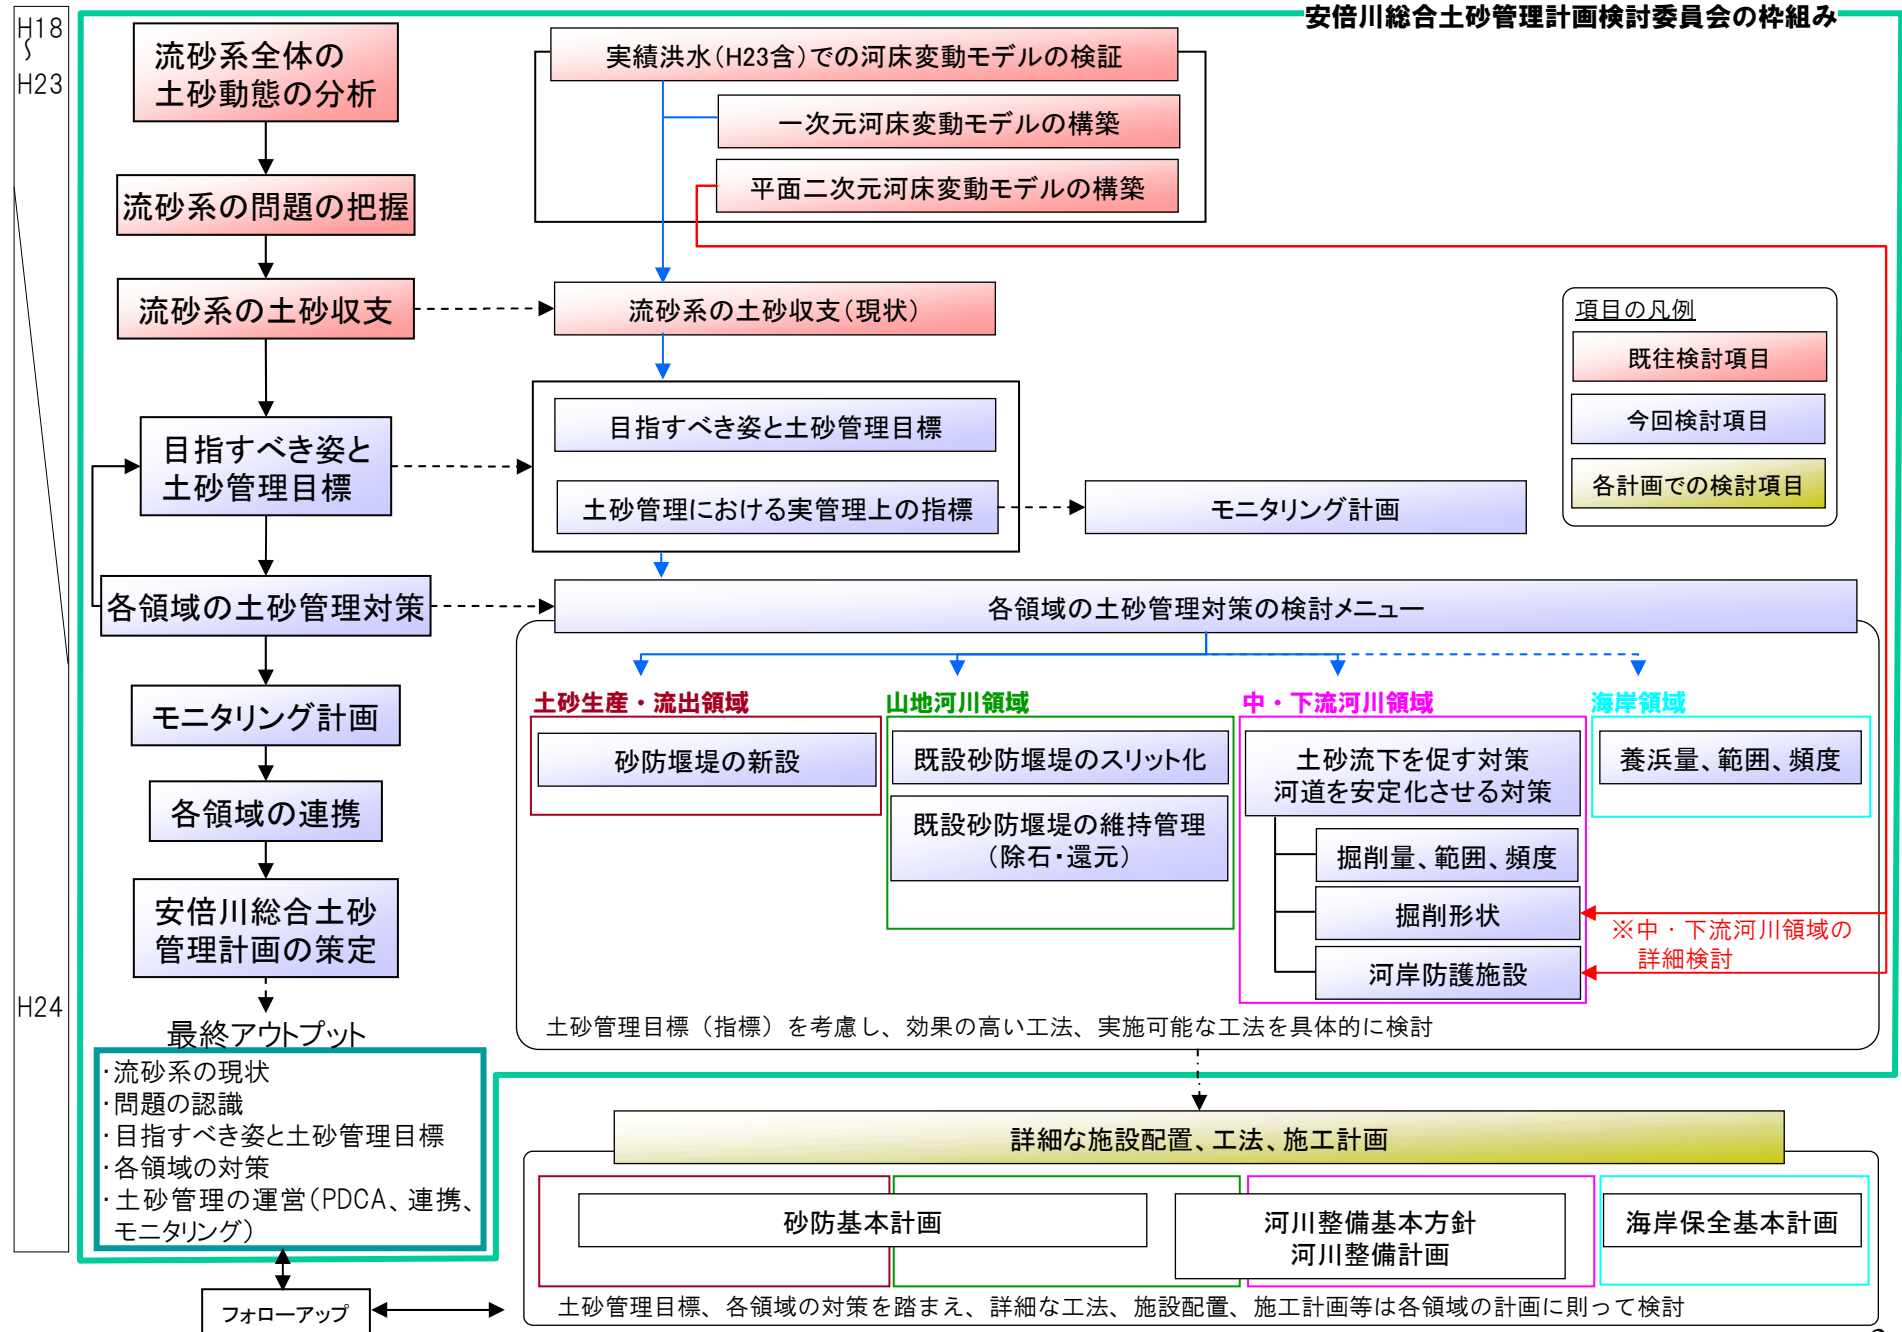 安倍川総合土砂管理計画検討委員会の枠組み
H18
～
H23
H24
流砂系全体の
土砂動態の分析
流砂系の問題の把握
流砂系の土砂収支
目指すべき姿と
土砂管理目標
各領域の土砂管理対策
モニタリング計画
各領域の連携
安倍川総合土砂
管理計画の策定
最終アウトプット
・流砂系の現状
・問題の認識
・目指すべき姿と土砂管理目標
・各領域の対策
・土砂管理の運営（PDCA、連携、
モニタリング）
フォローアップ
実績洪水（H23含）での河床変動モデルの検証
一次元河床変動モデルの構築
平面二次元河床変動モデルの構築
流砂系の土砂収支（現状）
項目の凡例
既往検討項目
今回検討項目
各計画での検討項目
目指すべき姿と土砂管理目標
土砂管理における実管理上の指標
モニタリング計画
各領域の土砂管理対策の検討メニュー
土砂生産・流出領域
砂防堰堤の新設
山地河川領域
既設砂防堰堤のスリット化
既設砂防堰堤の維持管理
（除石・還元）
中・下流河川領域
土砂流下を促す対策
河道を安定化させる対策
掘削量、範囲、頻度
掘削形状
河岸防護施設
海岸領域
養浜量、範囲、頻度
※中・下流河川領域の
詳細検討
土砂管理目標（指標）を考慮し、効果の高い工法、実施可能な工法を具体的に検討
詳細な施設配置、工法、施工計画
砂防基本計画
河川整備基本方針
河川整備計画
海岸保全基本計画
土砂管理目標、各領域の対策を踏まえ、詳細な工法、施設配置、施工計画等は各領域の計画に則って検討